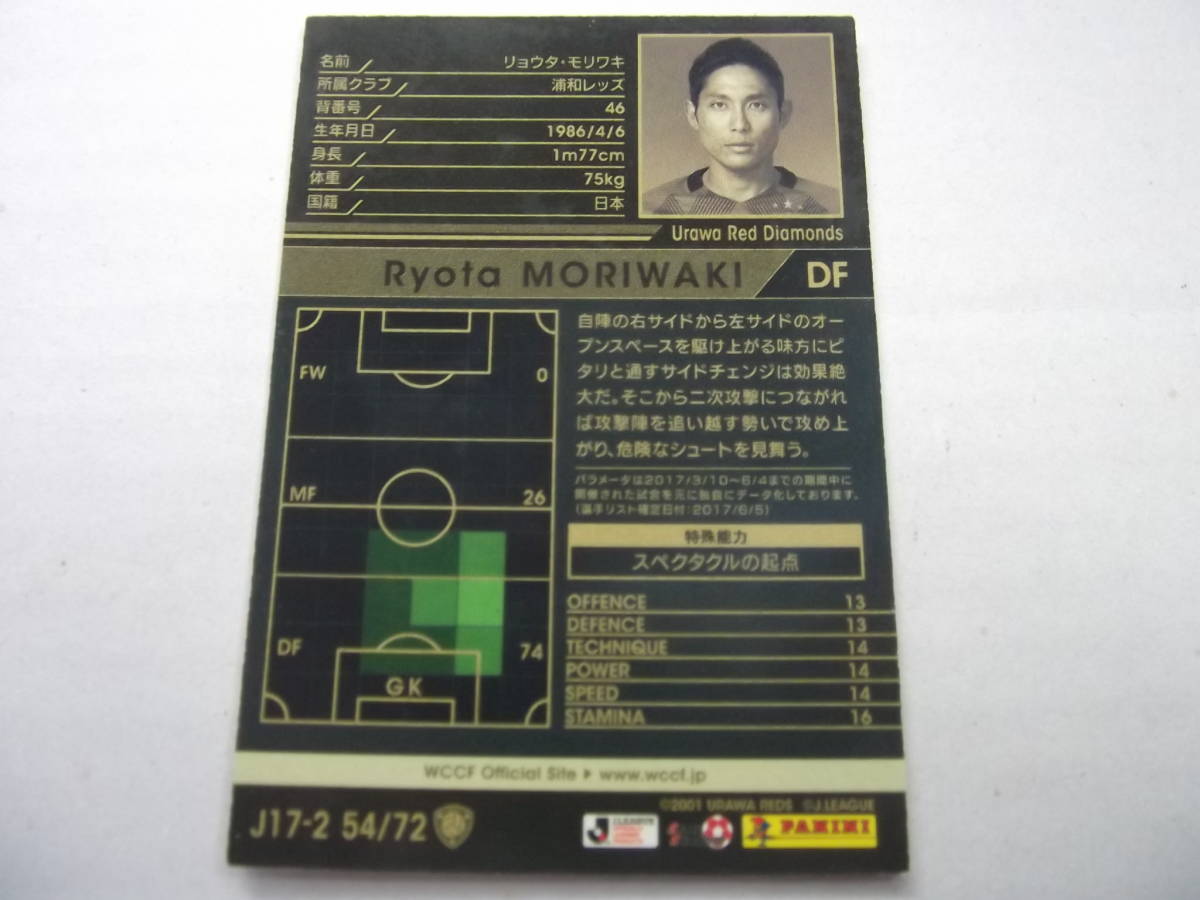 名前 リョウタ・モリワキ
所属クラブ 浦和レッズ
背番号 46
生年月日 1986/4/6
身長 1m77cm
体重 75kg
国籍 日本
Urawa Red Diamonds
Ryota MORIWAKI DF
FW 0
MF 26
DF 74
GK
自陣の右サイドから左サイドのオー
プンスペースを駆け上がる味方にピ
タリと通すサイドチェンジは効果絶
大だ。そこから二次攻撃につながれ
ば攻撃陣を追い越す勢いで攻め上
がり、危険なシュートを見舞う。
パラメータは2017/3/10〜6/4までの期間中に
開催された試合を元に独自にデータ化しております。
(選手リスト確定日付:2017/6/5)
特殊能力
スペクタクルの起点
OFFENCE 13
DEFENCE 13
TECHNIQUE 14
POWER 14
SPEED 14
STAMINA 16
WCCF Official Site ▶ www.wccf.jp
©2001 URAWA REDS ©J.LEAGUE
J17-2 54/72
PANINI